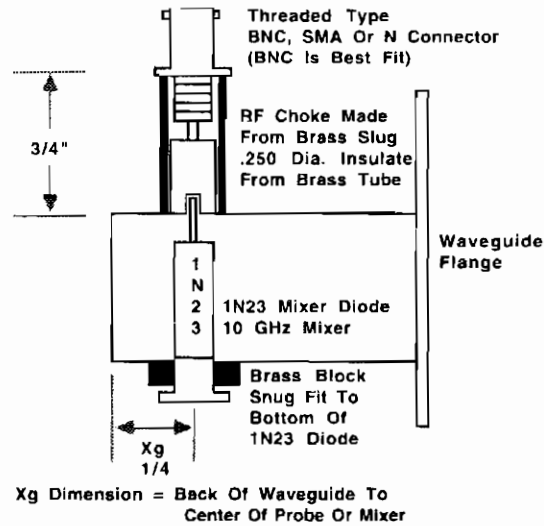 Threaded Type
BNC, SMA Or N Connector
(BNC Is Best Fit)
RF Choke Made
From Brass Slug
.250 Dia. Insulate
From Brass Tube
3/4"
Waveguide
Flange
1
N
2
3
1N23 Mixer Diode
10 GHz Mixer
Brass Block
Snug Fit To
Bottom Of
1N23 Diode
Xg
1/4
Xg Dimension = Back Of Waveguide To
Center Of Probe Or Mixer